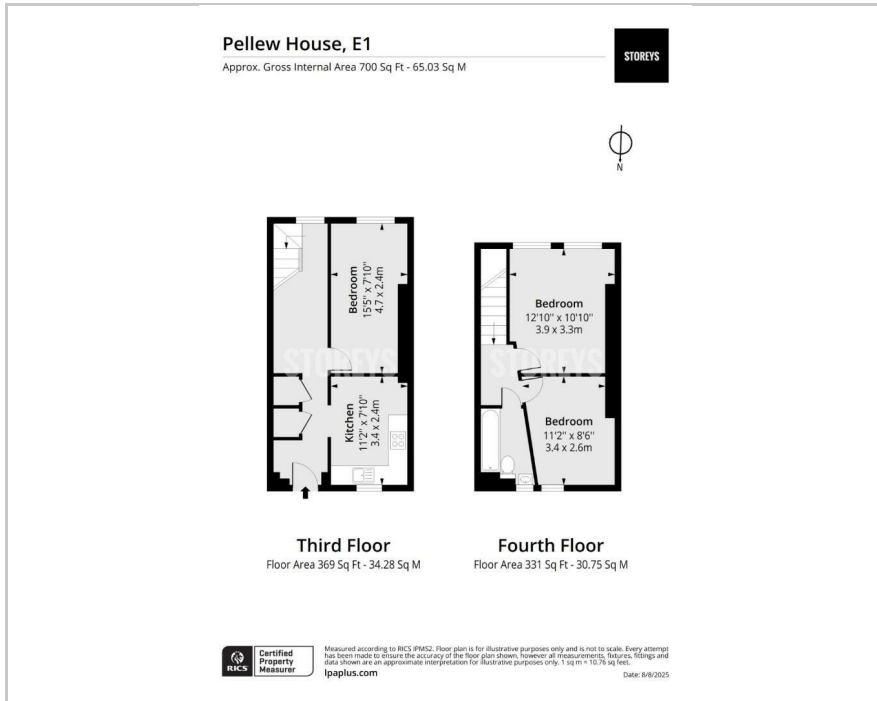 Pellew House, E1
Approx. Gross Internal Area 700 Sq Ft - 65.03 Sq M
STOREYS
N
Bedroom
15'5'' x 7'10''
4.7 x 2.4m
Kitchen
11'2'' x 7'10''
3.4 x 2.4m
STOREYS
Bedroom
12'10'' x 10'10''
3.9 x 3.3m
STOREYS
Bedroom
11'2'' x 8'6''
3.4 x 2.6m
Third Floor
Floor Area 369 Sq Ft - 34.28 Sq M
Fourth Floor
Floor Area 331 Sq Ft - 30.75 Sq M
RICS
Certified
Property
Measurer
Measured according to RICS IPMS2. Floor plan is for illustrative purposes only and is not to scale. Every attempt
has been made to ensure the accuracy of the floor plan shown, however all measurements, fixtures, fittings and
data shown are an approximate interpretation for illustrative purposes only. 1 sq m = 10.76 sq feet.
lpaplus.com
Date: 8/8/2025